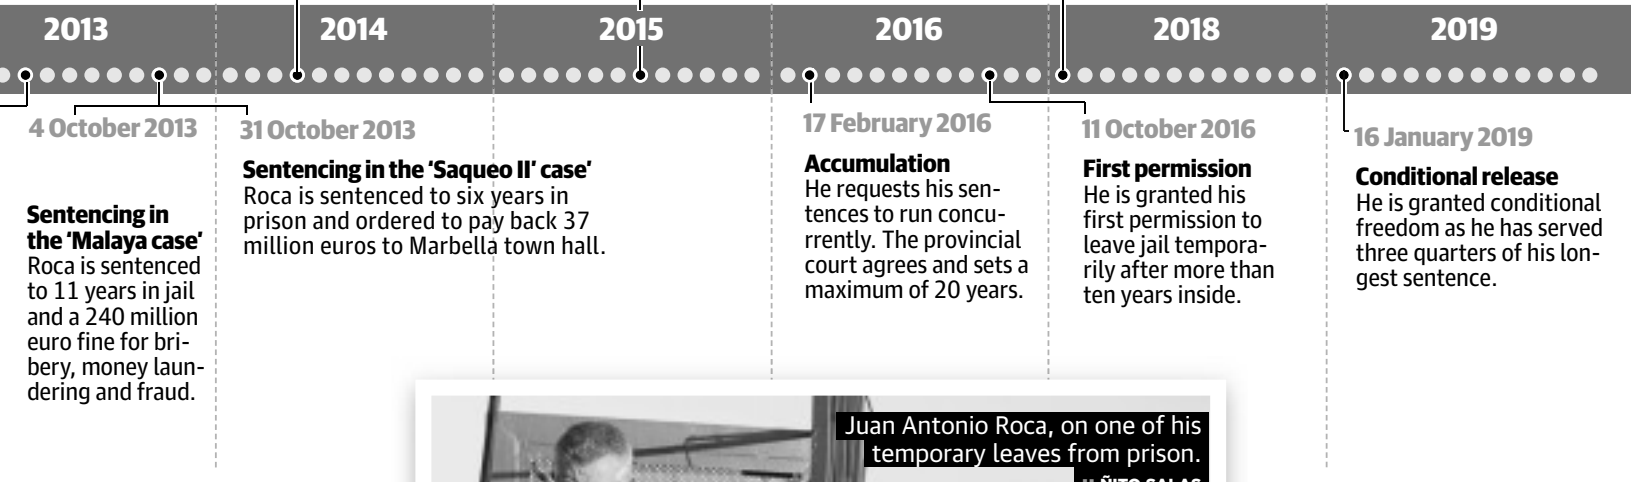 2013
2014
2015
2016
2018
2019
4 October 2013
Sentencing in
the ‘Malaya case’
Roca is sentenced
to 11 years in jail
and a 240 million
euro fine for bri-
bery, money laun-
dering and fraud.
31 October 2013
Sentencing in the ‘Saqueo II’ case’
Roca is sentenced to six years in
prison and ordered to pay back 37
million euros to Marbella town hall.
17 February 2016
Accumulation
He requests his sen-
tences to run concu-
rrently. The provincial
court agrees and sets a
maximum of 20 years.
11 October 2016
First permission
He is granted his
first permission to
leave jail tempora-
rily after more than
ten years inside.
16 January 2019
Conditional release
He is granted conditional
freedom as he has served
three quarters of his lon-
gest sentence.
Juan Antonio Roca, on one of his
temporary leaves from prison.
ÑITO SALAS